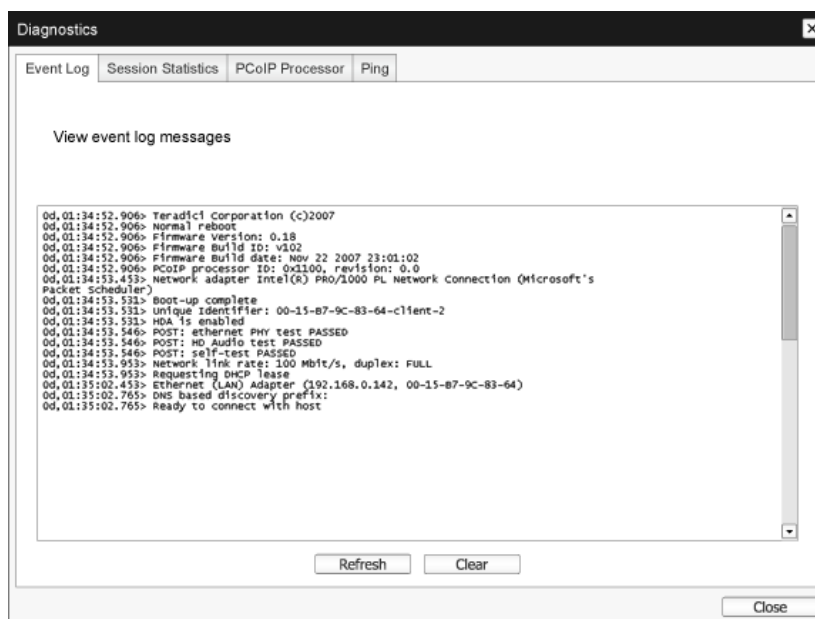 Diagnostics
Event Log Session Statistics PCoIP Processor Ping
View event log messages
0d,01:34:52.906> Teradici Corporation (c)2007
0d,01:34:52.906> Normal reboot
0d,01:34:52.906> Firmware Version: 0.18
0d,01:34:52.906> Firmware Build ID: v102
0d,01:34:52.906> Firmware Build date: Nov 22 2007 23:01:02
0d,01:34:52.906> PCoIP processor ID: 0x1100, revision: 0.0
0d,01:34:53.453> Network adapter Intel(R) PRO/1000 PL Network Connection (Microsoft's
Packet Scheduler)
0d,01:34:53.531> Boot-up complete
0d,01:34:53.531> Unique Identifier: 00-15-B7-9C-83-64-client-2
0d,01:34:53.531> HDA is enabled
0d,01:34:53.546> POST: ethernet PHY test PASSED
0d,01:34:53.546> POST: HD Audio test PASSED
0d,01:34:53.546> POST: self-test PASSED
0d,01:34:53.953> Network link rate: 100 Mbit/s, duplex: FULL
0d,01:34:53.953> Requesting DHCP lease
0d,01:35:02.453> Ethernet (LAN) Adapter (192.168.0.142, 00-15-B7-9C-83-64)
0d,01:35:02.765> DNS based discovery prefix:
0d,01:35:02.765> Ready to connect with host
Refresh Clear
Close